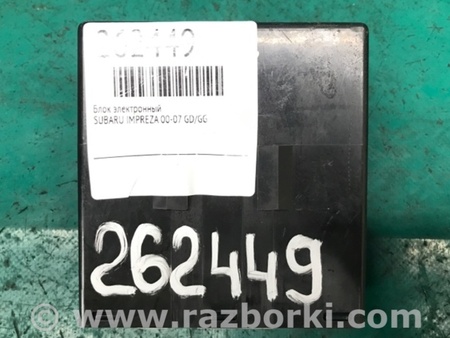 262449
Блок электронный
SUBARU IMPREZA 00-07 GD/GG
262449
www.razborki.com